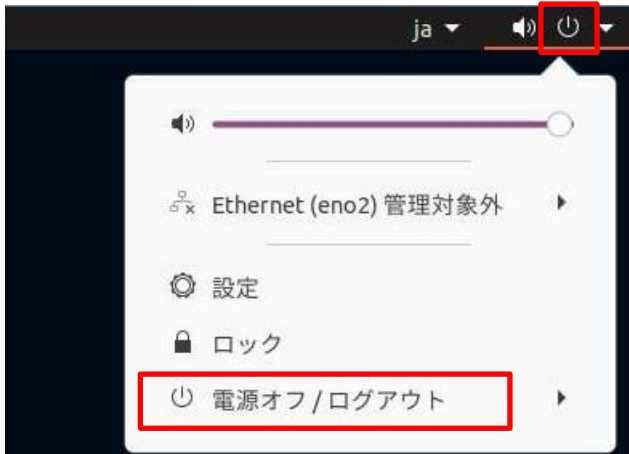 ja
Ethernet (eno2) 管理対象外
設定
ロック
電源オフ / ログアウト